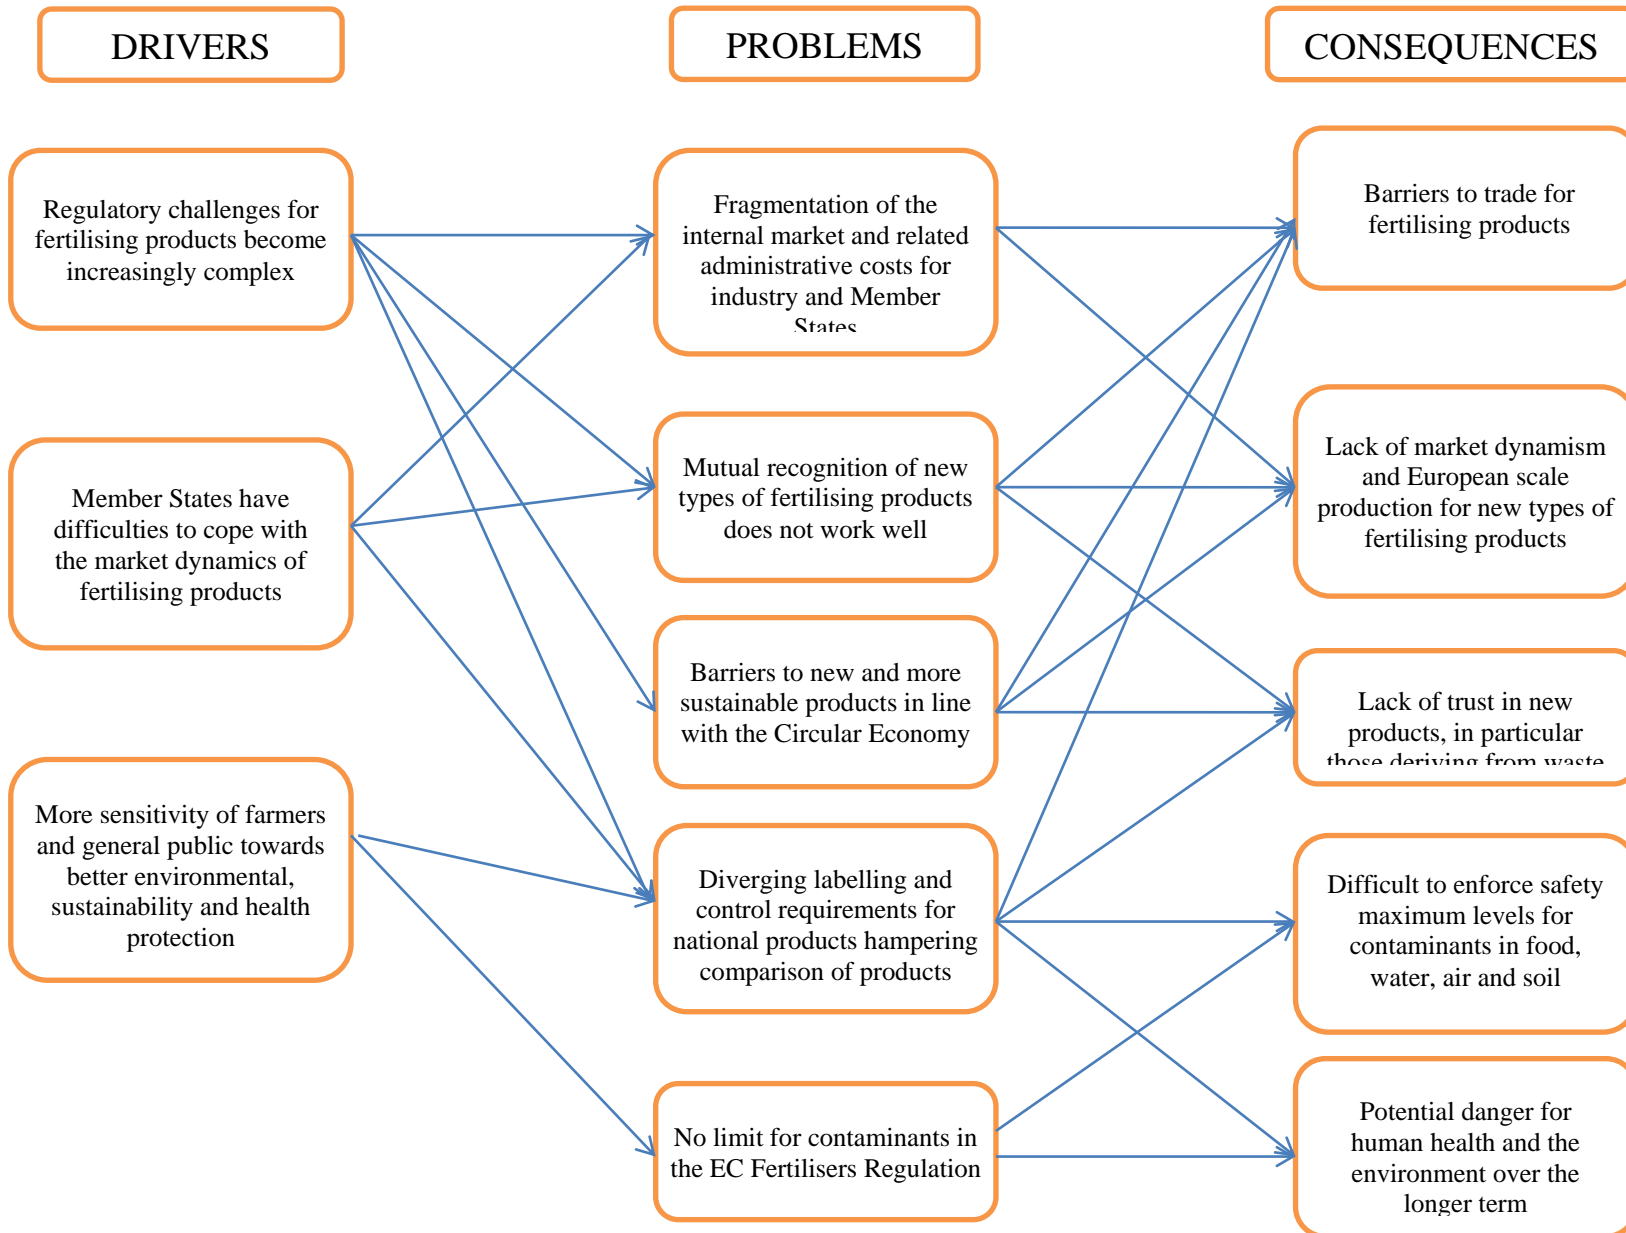 DRIVERS
PROBLEMS
CONSEQUENCES
Regulatory challenges for
fertilising products become
increasingly complex
Member States have
difficulties to cope with
the market dynamics of
fertilising products
More sensitivity of farmers
and general public towards
better environmental,
sustainability and health
protection
Fragmentation of the
internal market and related
administrative costs for
industry and Member
States
Mutual recognition of new
types of fertilising products
does not work well
Barriers to new and more
sustainable products in line
with the Circular Economy
Diverging labelling and
control requirements for
national products hampering
comparison of products
No limit for contaminants in
the EC Fertilisers Regulation
Barriers to trade for
fertilising products
Lack of market dynamism
and European scale
production for new types of
fertilising products
Lack of trust in new
products, in particular
those deriving from waste
Difficult to enforce safety
maximum levels for
contaminants in food,
water, air and soil
Potential danger for
human health and the
environment over the
longer term